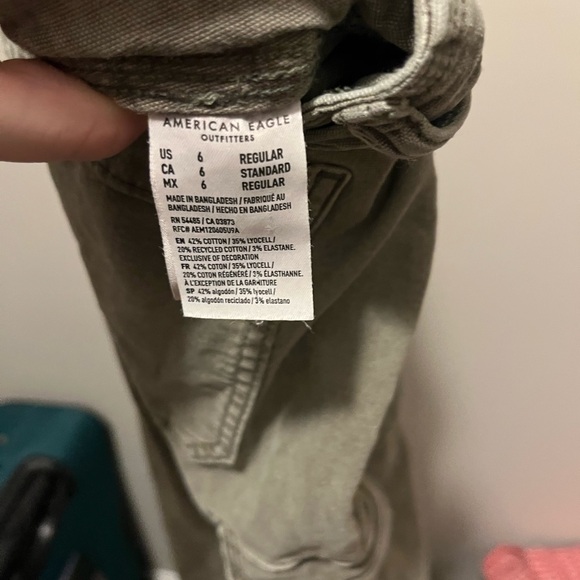 AMERICAN EAGLE
OUTFITTERS
US 6 REGULAR
CA 6 STANDARD
MX 6 REGULAR
MADE IN BANGLADESH / FABRIQUÉ AU
BANGLADESH / HECHO EN BANGLADESH
RN 54485 / CA 03873
RFC# AEM120605U9A
EN 42% COTTON / 35% LYOCELL /
20% RECYCLED COTTON / 3% ELASTANE.
EXCLUSIVE OF DECORATION
FR 42% COTON / 35% LYOCELL /
20% COTON RÉGÉNÉRÉ / 3% ÉLASTHANNE.
À L'EXCEPTION DE LA GARNITURE
SP 42% algodón / 35% lyocell /
20% algodón reciclado / 3% elastano